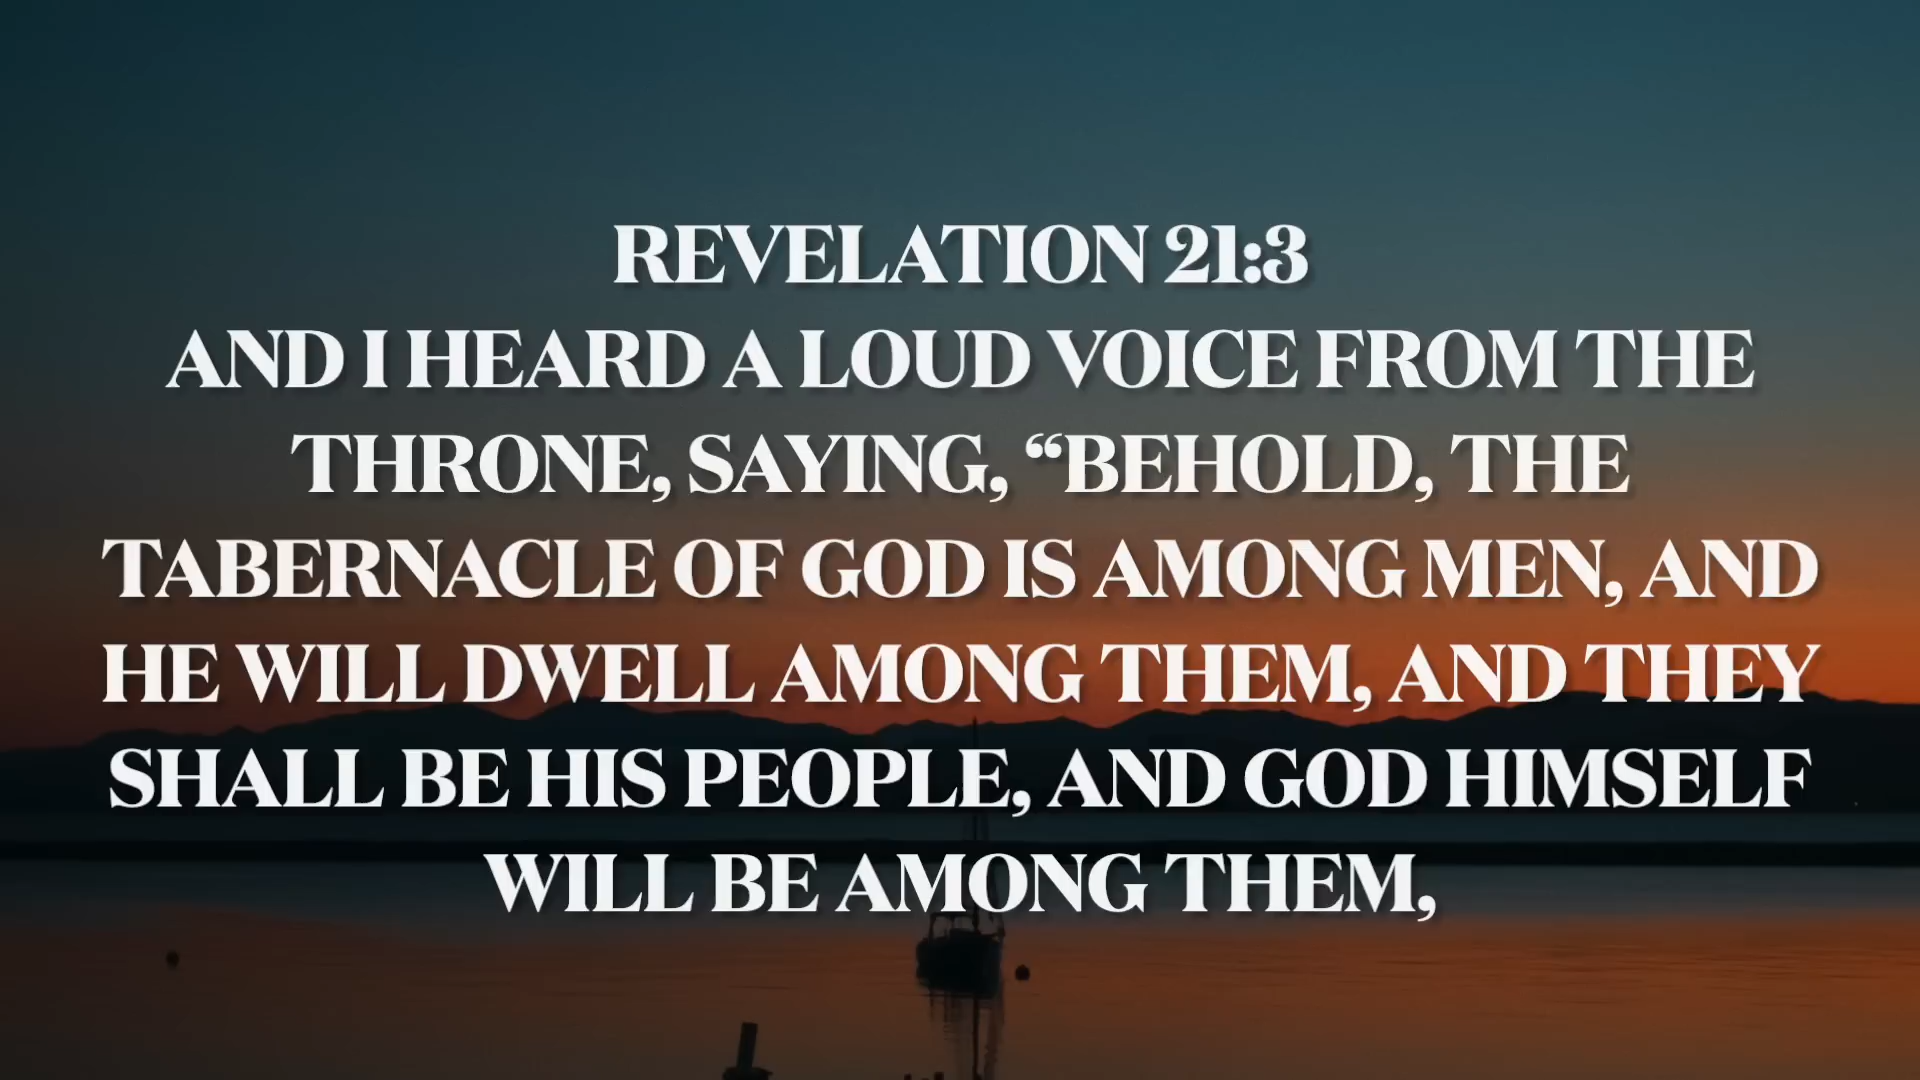 REVELATION 21:3
AND I HEARD A LOUD VOICE FROM THE
THRONE, SAYING, “BEHOLD, THE
TABERNACLE OF GOD IS AMONG MEN, AND
HE WILL DWELL AMONG THEM, AND THEY
SHALL BE HIS PEOPLE, AND GOD HIMSELF
WILL BE AMONG THEM,